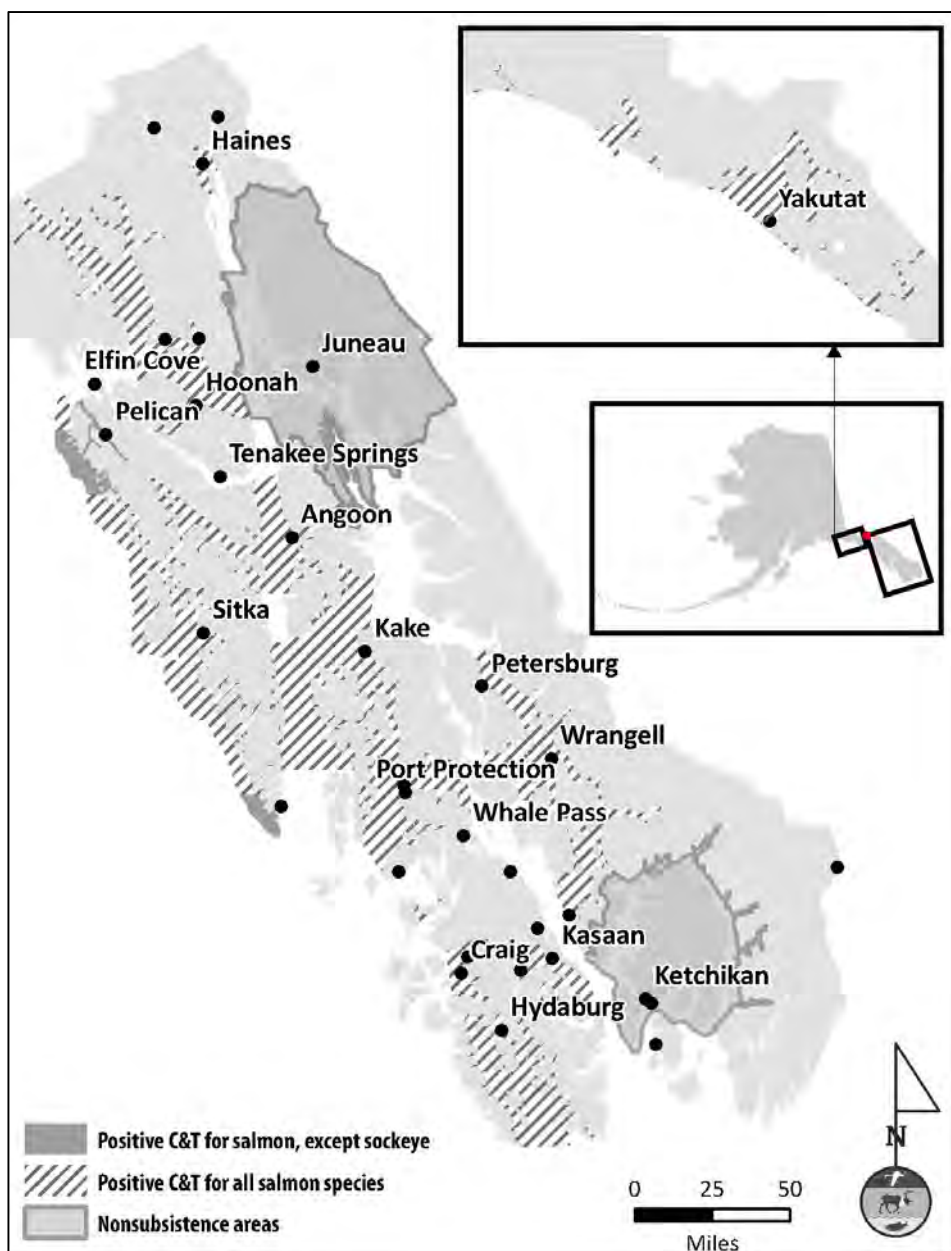 Haines
Yakutat
Juneau
Elfin Cove
Hoonah
Pelican
Tenakee Springs
Angoon
Sitka
Kake
Petersburg
Wrangell
Port Protection
Whale Pass
Kasaan
Craig
Ketchikan
Hydaburg
N
Positive C&T for salmon, except sockeye
Positive C&T for all salmon species
Nonsubsistence areas
0 25 50
Miles